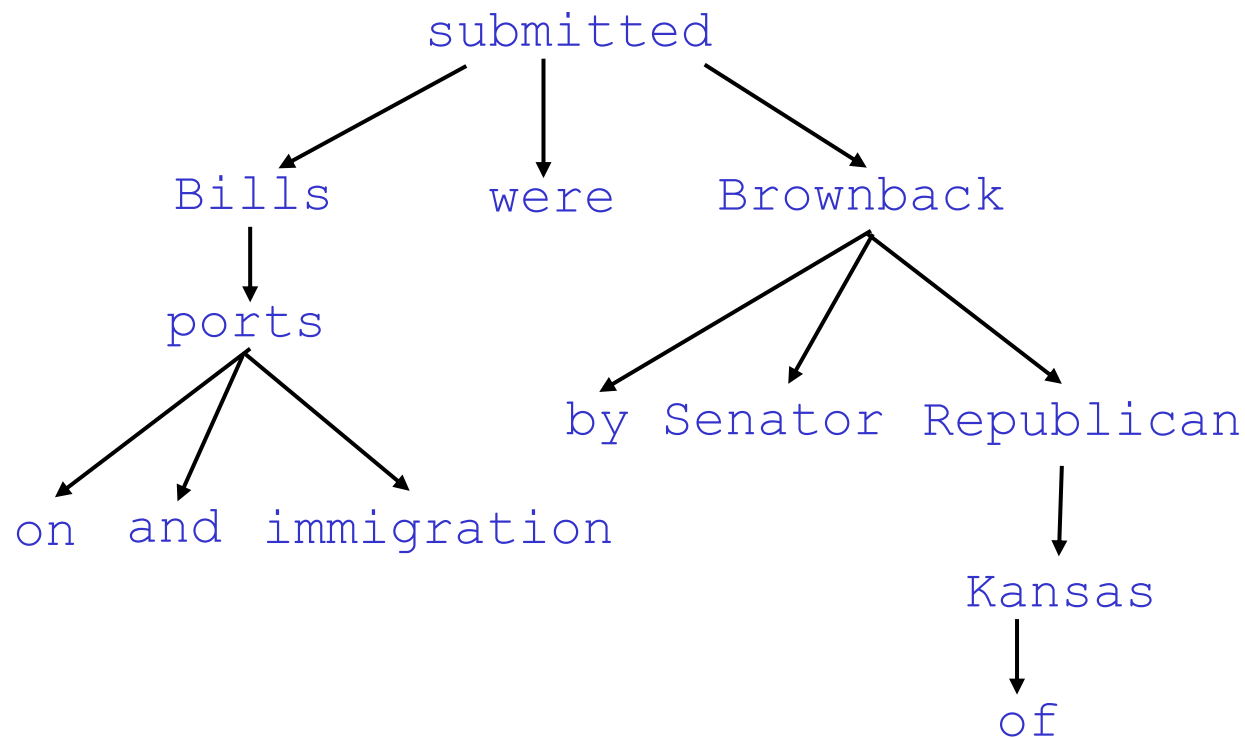 submitted
Bills were Brownback
ports
by Senator Republican
on and immigration
Kansas
of